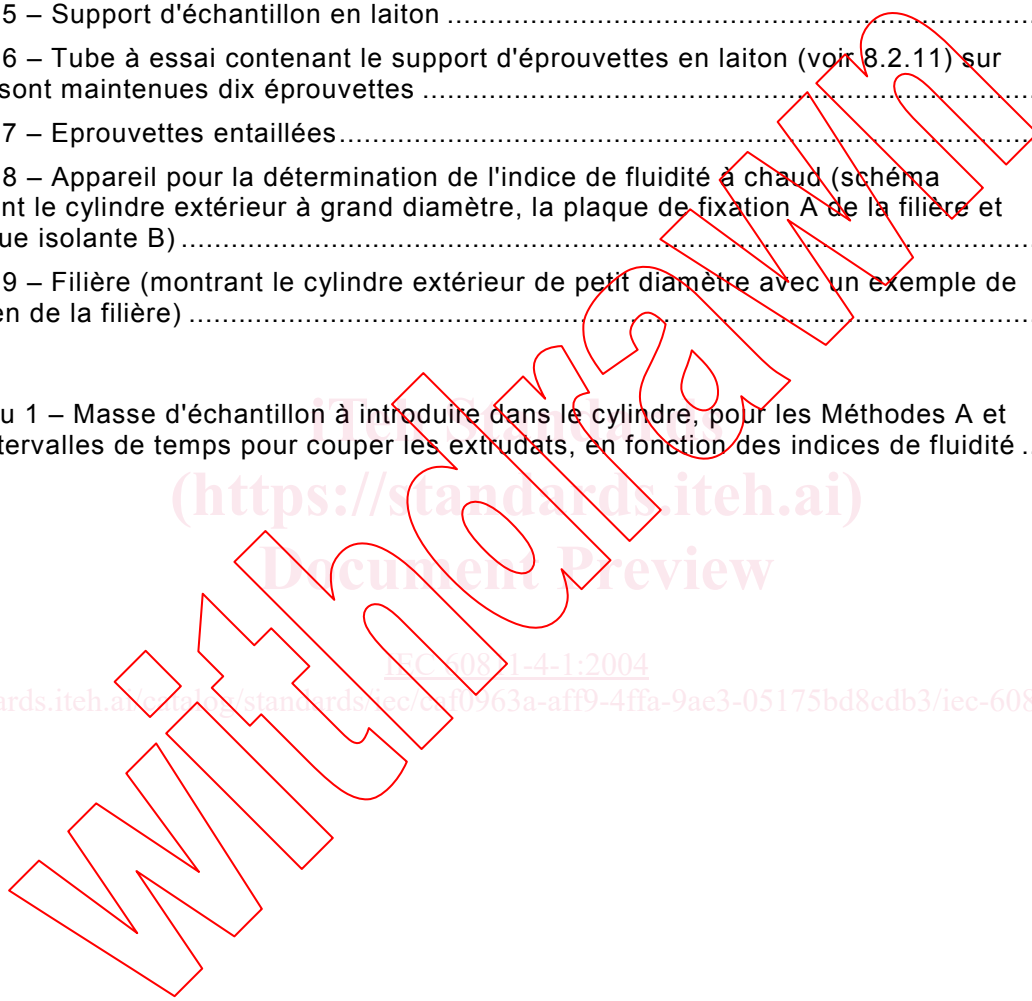 5 – Support d'échantillon en laiton ....................................................................
6 – Tube à essai contenant le support d'éprouvettes en laiton (voir 8.2.11) sur
sont maintenues dix éprouvettes ....................................................................
7 – Eprouvettes entaillées....................................................................
8 – Appareil pour la détermination de l'indice de fluidité à chaud (schéma
nt le cylindre extérieur à grand diamètre, la plaque de fixation A de la filière et
ue isolante B) ....................................................................
9 – Filière (montrant le cylindre extérieur de petit diamètre avec un exemple de
en de la filière) ....................................................................
u 1 – Masse d'échantillon à introduire dans le cylindre, pour les Méthodes A et
tervalles de temps pour couper les extrudats, en fonction des indices de fluidité ..
iTeh Standards
(https://standards.iteh.ai)
Document Preview
IEC 60811-4-1:2004
ards.iteh.ai/catalog/standards/iec/caf0963a-aff9-4ffa-9ae3-05175bd8cdb3/iec-608
withdrawn